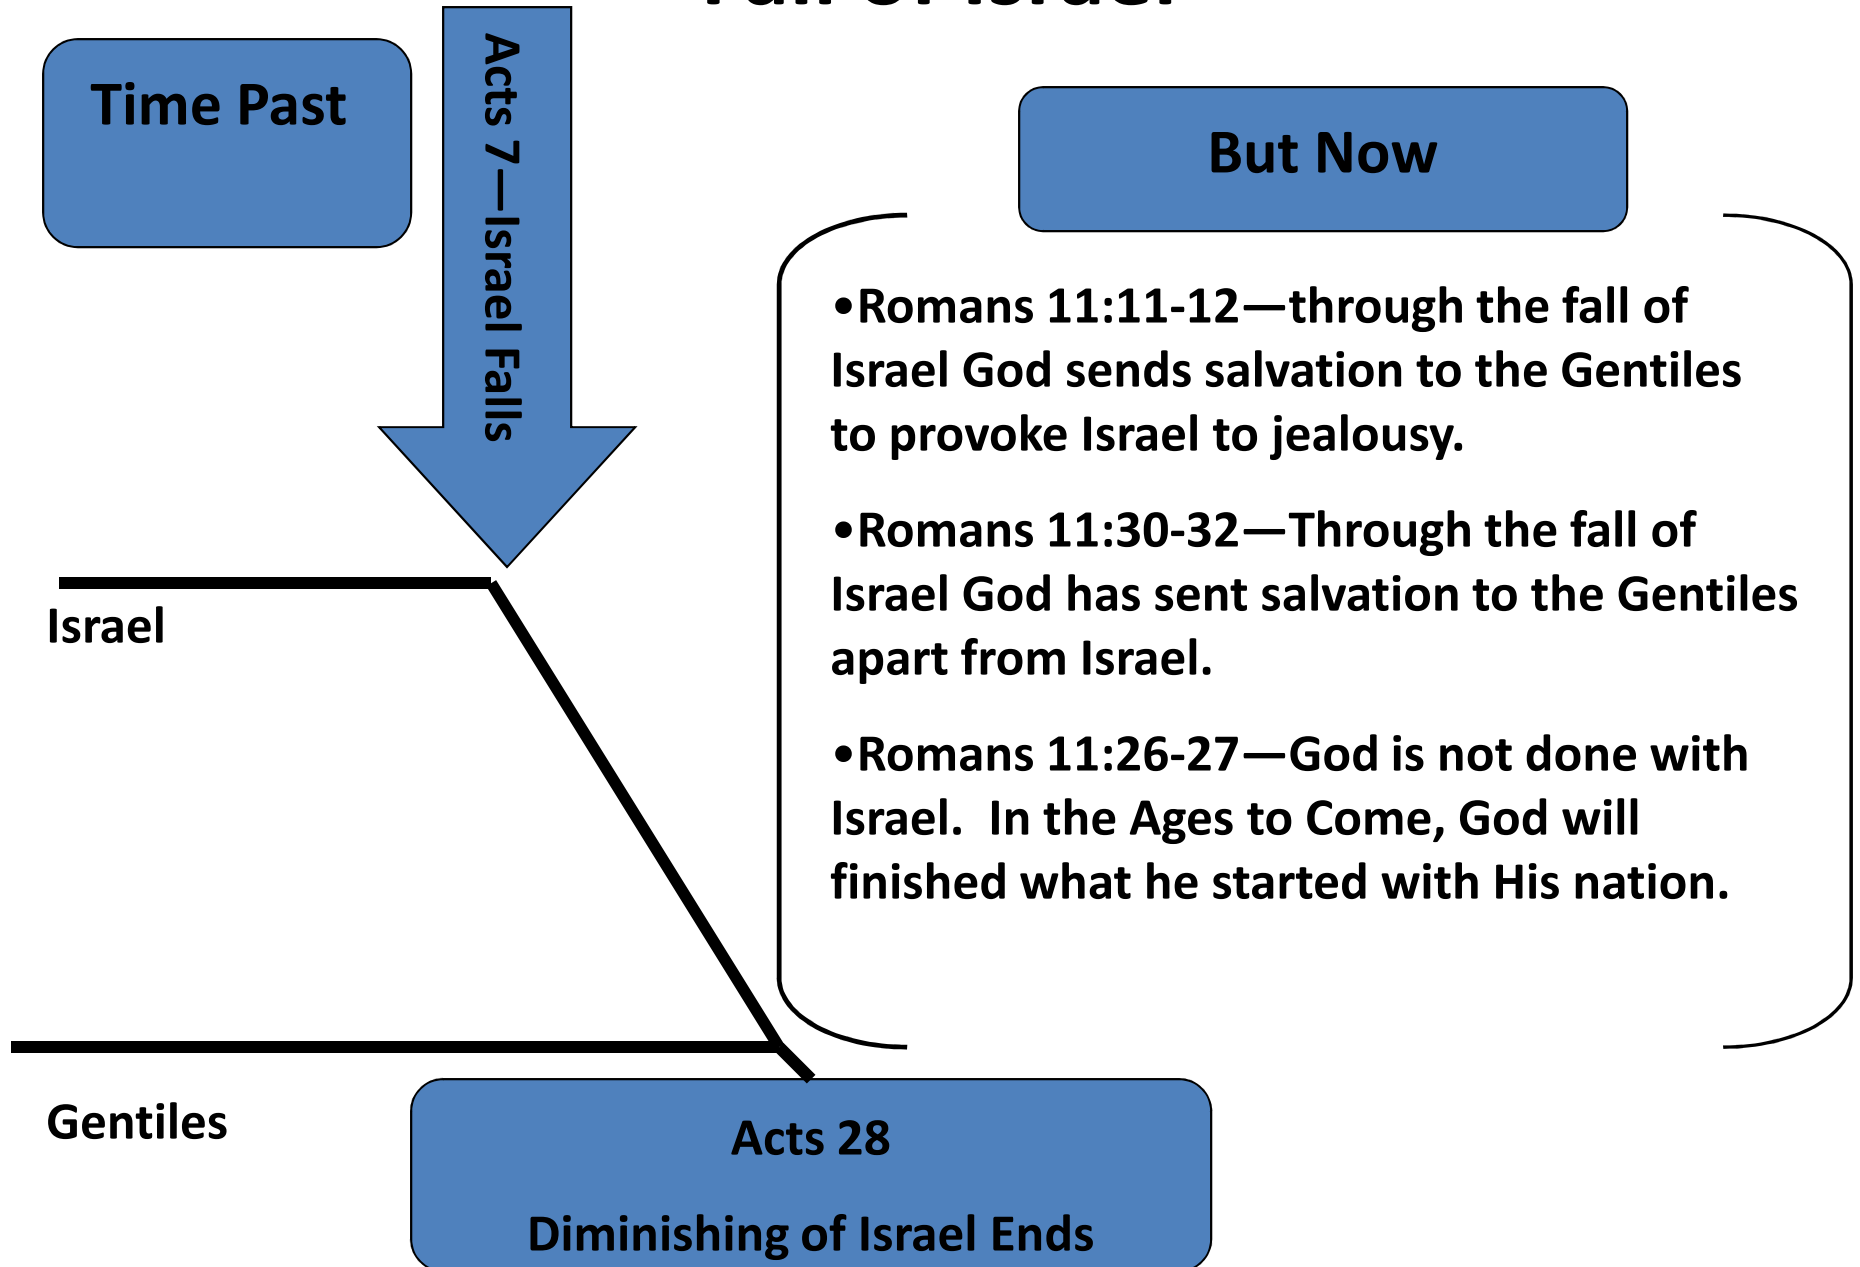 Fall of Israel
Time Past
Acts 7—Israel Falls
But Now
•Romans 11:11-12—through the fall of
Israel God sends salvation to the Gentiles
to provoke Israel to jealousy.
•Romans 11:30-32—Through the fall of
Israel God has sent salvation to the Gentiles
apart from Israel.
•Romans 11:26-27—God is not done with
Israel.  In the Ages to Come, God will
finished what he started with His nation.
Israel
Gentiles
Acts 28
Diminishing of Israel Ends